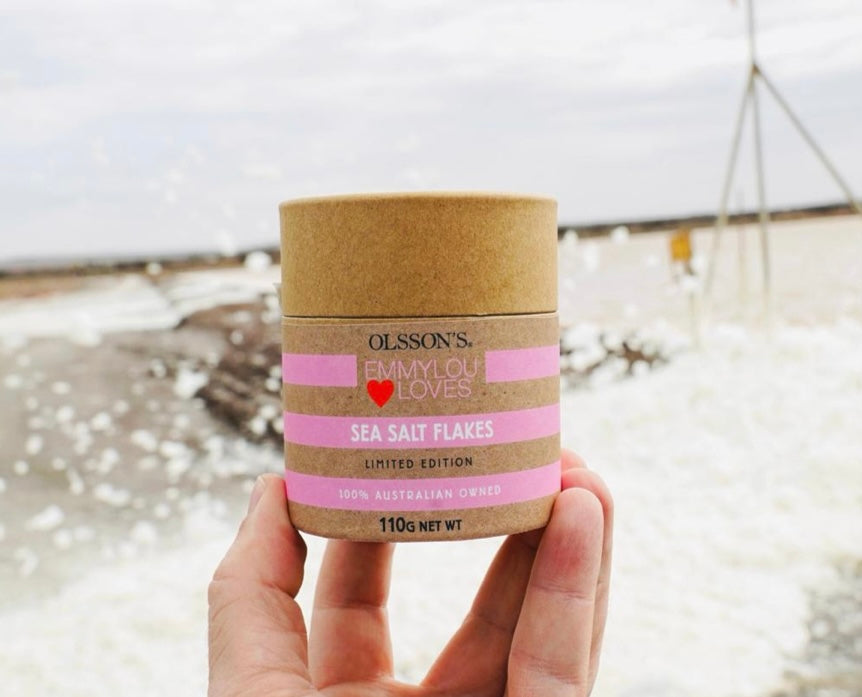 OLSSON'S®
EMMYLOU
LOVES
SEA SALT FLAKES
LIMITED EDITION
100% AUSTRALIAN OWNED
110G NET WT